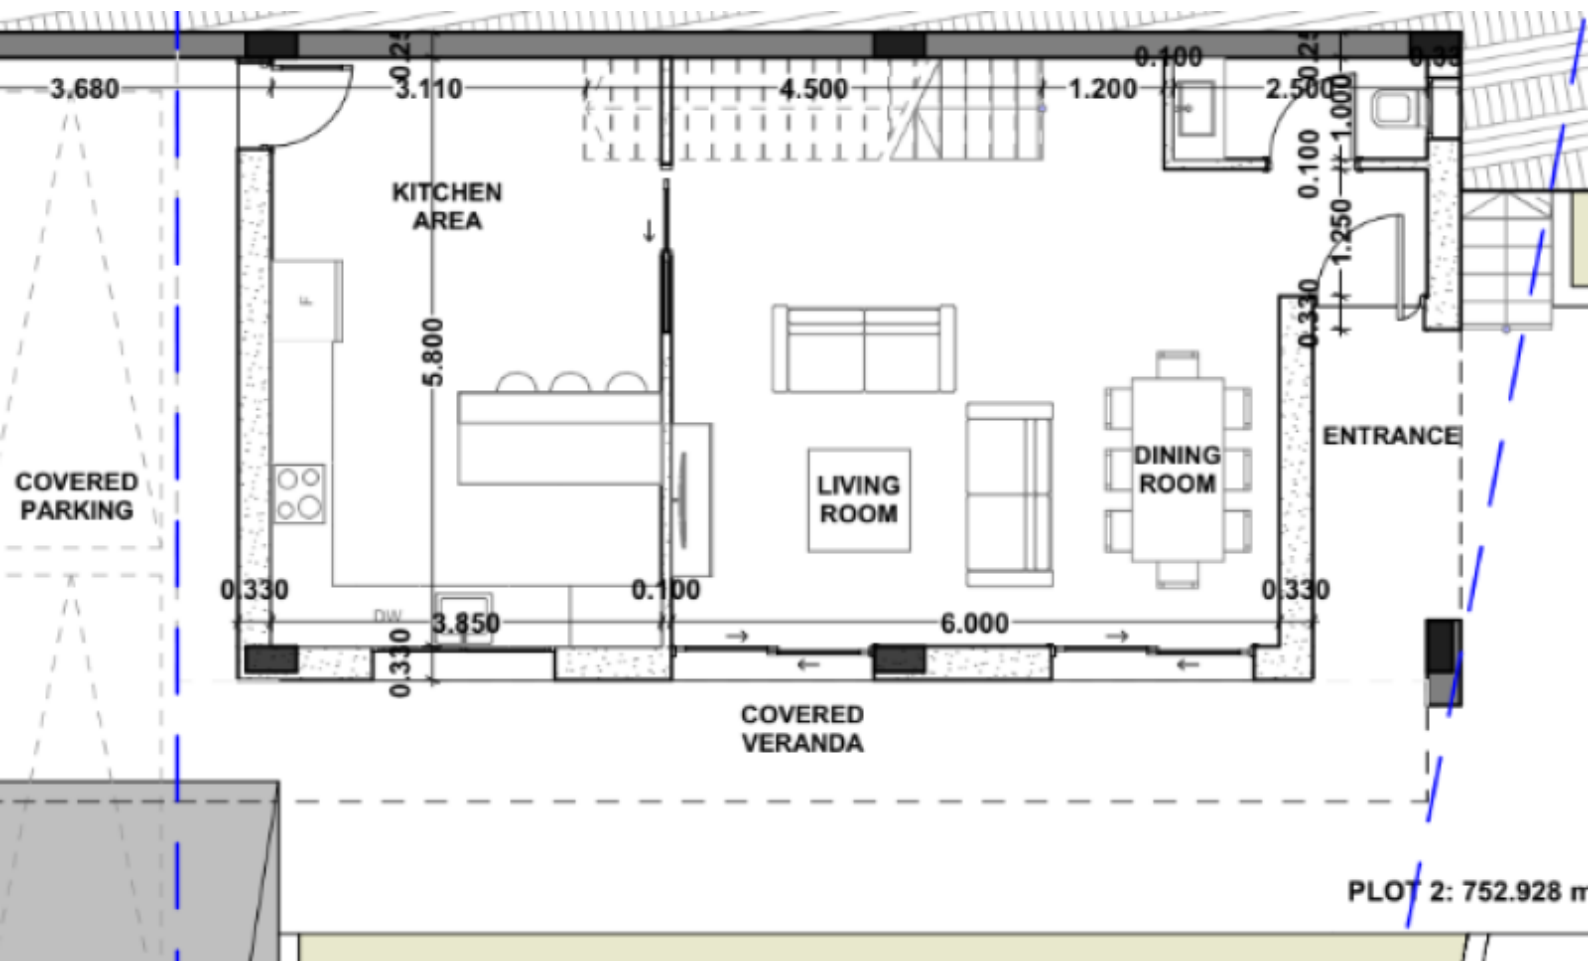 0.25
0.100
0.25
0.33
3.680
3.110
4.500
1.200
2.500
1.000
0.100
KITCHEN
AREA
1.250
F
0.330
5.800
ENTRANCE
COVERED
PARKING
LIVING
ROOM
DINING
ROOM
0.330
0.100
0.330
DW
3.850
6.000
0.330
COVERED
VERANDA
PLOT 2: 752.928 m